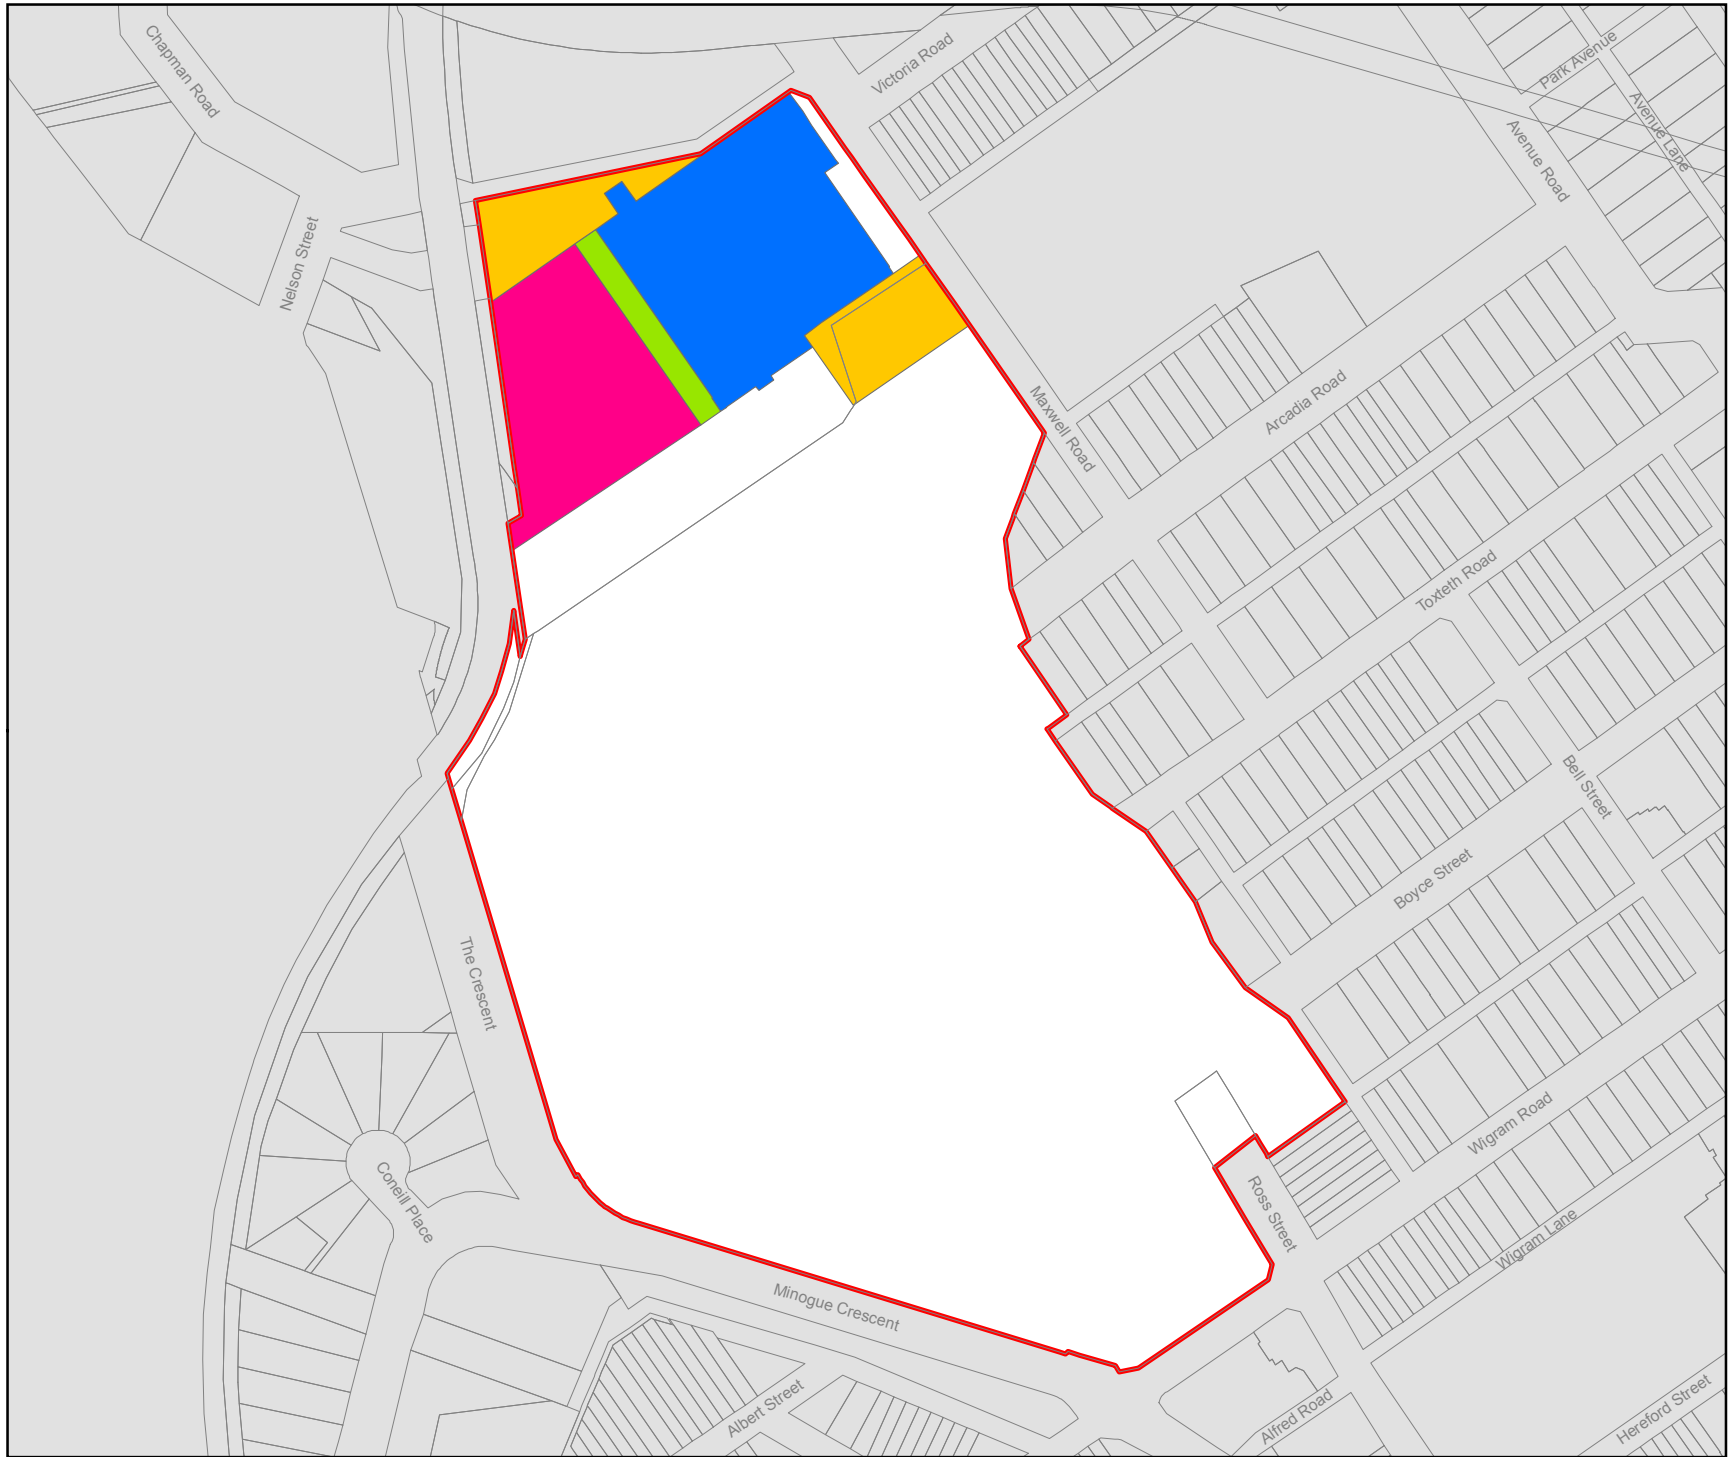 Chapman Road
Victoria Road
Park Avenue
Avenue Lane
Avenue Road
Nelson Street
Maxwell Road
Arcadia Road
Toxteth Road
Bell Street
Boyce Street
The Crescent
Wigram Road
Coneill Place
Ross Street
Wigram Lane
Minogue Crescent
Albert Street
Alfred Road
Hereford Street